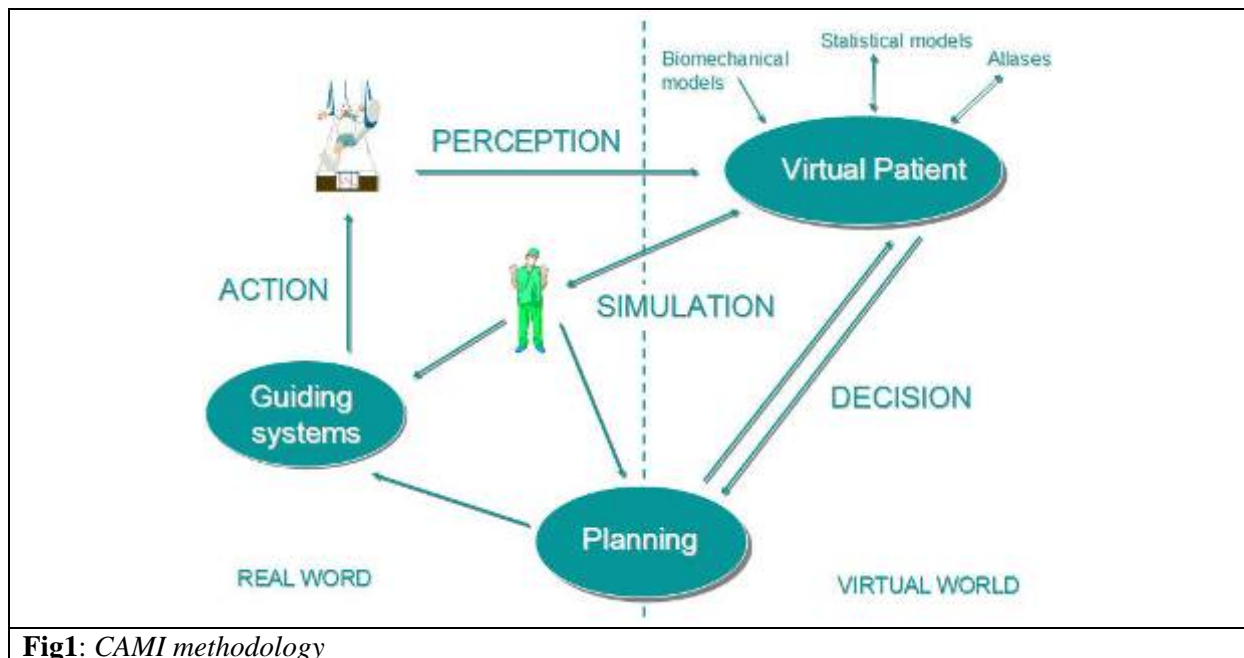 Statistical models
Biomechanical
models
Atlases
PERCEPTION
Virtual Patient
ACTION
SIMULATION
Guiding
systems
DECISION
Planning
REAL WORD
VIRTUAL WORLD
Fig1: CAMI methodology